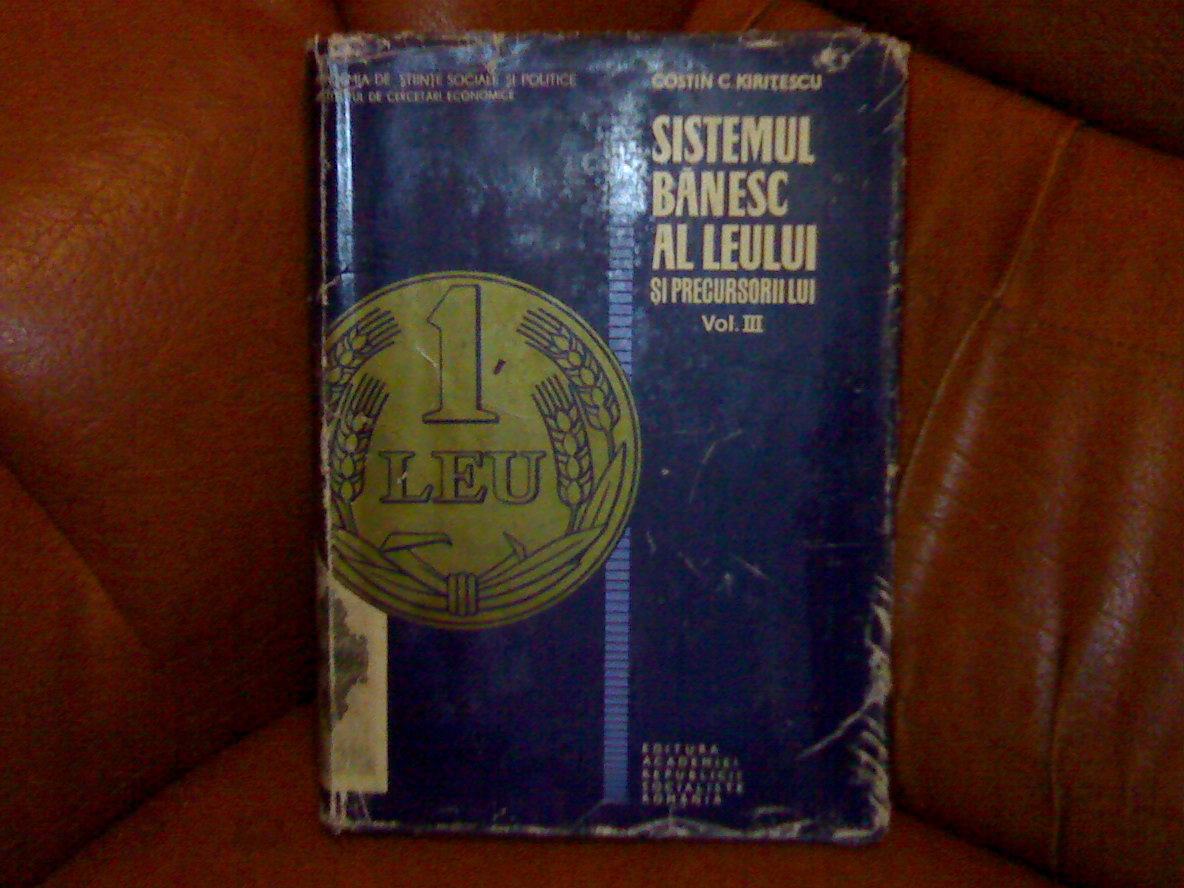 DE ȘTIINȚE SOCIALE ȘI POLITICE
DE CERCETĂRI ECONOMICE
COSTIN C. KIRIȚESCU
SISTEMUL
BĂNESC
AL LEULUI
ȘI PRECURSORII LUI
Vol. III
1
LEU
EDITURA
ACADEMIEI
REPUBLICII
SOCIALISTE
ROMÂNIA